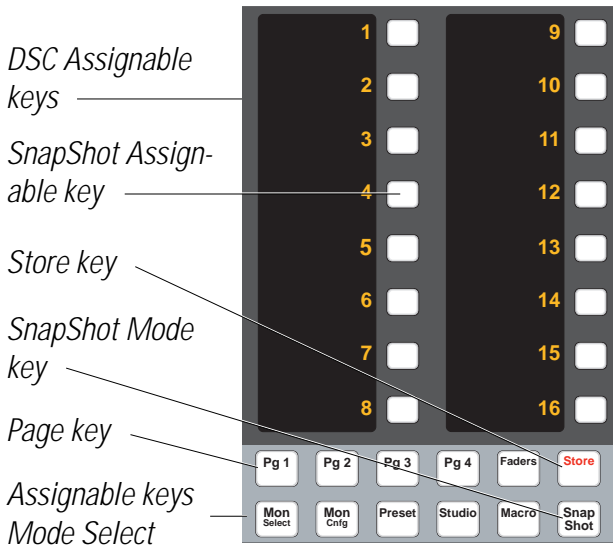 DSC Assignable
keys
SnapShot Assign-
able key
Store key
SnapShot Mode
key
Page key
Assignable keys
Mode Select
1 9
2 10
3 11
4 12
5 13
6 14
7 15
8 16
Pg 1 Pg 2 Pg 3 Pg 4 Faders Store
Mon Mon Preset Studio Macro Snap
Select Cnfg Shot